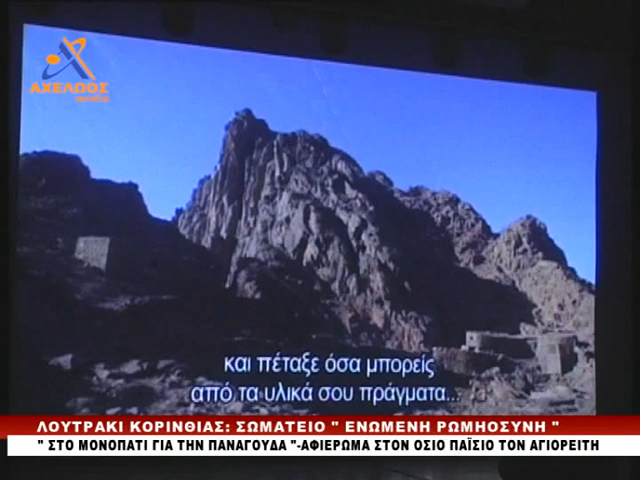 ΑΧΕΛΩΟΣ
και πέταξε όσα μπορείς
από τα υλικά σου πράγματα...
ΛΟΥΤΡΑΚΙ ΚΟΡΙΝΘΙΑΣ: ΣΩΜΑΤΕΙΟ " ΕΝΩΜΕΝΗ ΡΩΜΗΟΣΥΝΗ "
" ΣΤΟ ΜΟΝΟΠΑΤΙ ΓΙΑ ΤΗΝ ΠΑΝΑΓΟΥΔΑ "-ΑΦΙΕΡΩΜΑ ΣΤΟΝ ΟΣΙΟ ΠΑΪΣΙΟ ΤΟΝ ΑΓΙΟΡΕΙΤΗ